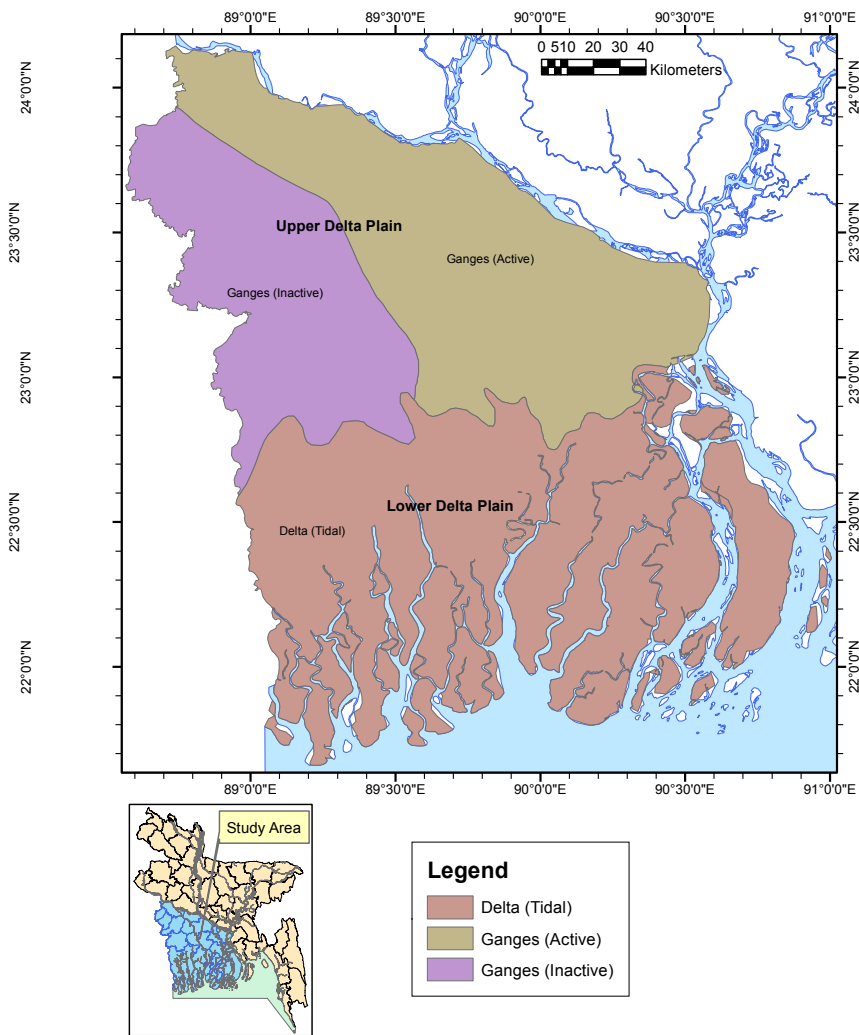 89°0'0"E 89°30'0"E 90°0'0"E 90°30'0"E 91°0'0"E
0 5 10 20 30 40
Kilometers
24°0'0"N 24°0'0"N
Upper Delta Plain
23°30'0"N 23°30'0"N
Ganges (Active)
Ganges (Inactive)
23°0'0"N 23°0'0"N
Lower Delta Plain
22°30'0"N 22°30'0"N
Delta (Tidal)
22°0'0"N 22°0'0"N
89°0'0"E 89°30'0"E 90°0'0"E 90°30'0"E 91°0'0"E
Study Area
Legend
Delta (Tidal)
Ganges (Active)
Ganges (Inactive)